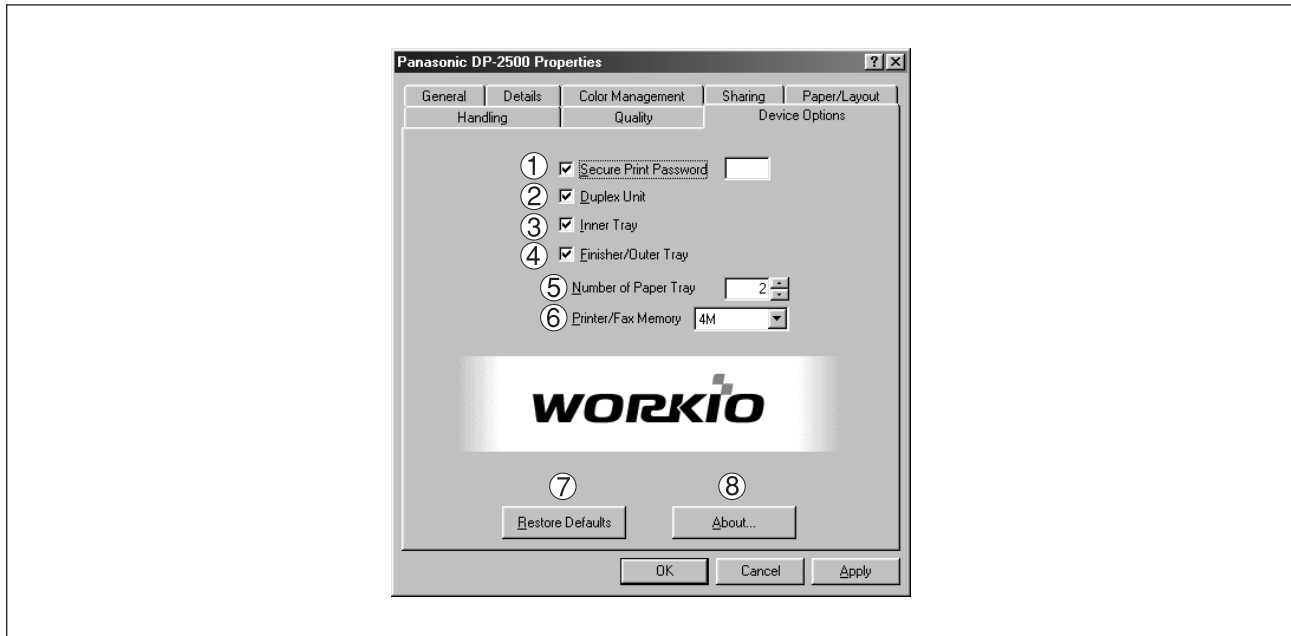 Panasonic DP-2500 Properties
General Details Color Management Sharing Paper/Layout
Handling Quality Device Options
① Secure Print Password
② Duplex Unit
③ Inner Tray
④ Finisher/Outer Tray
⑤ Number of Paper Tray 2
⑥ Printer/Fax Memory 4M
WORKIO
⑦ ⑧
Restore Defaults About...
OK Cancel Apply